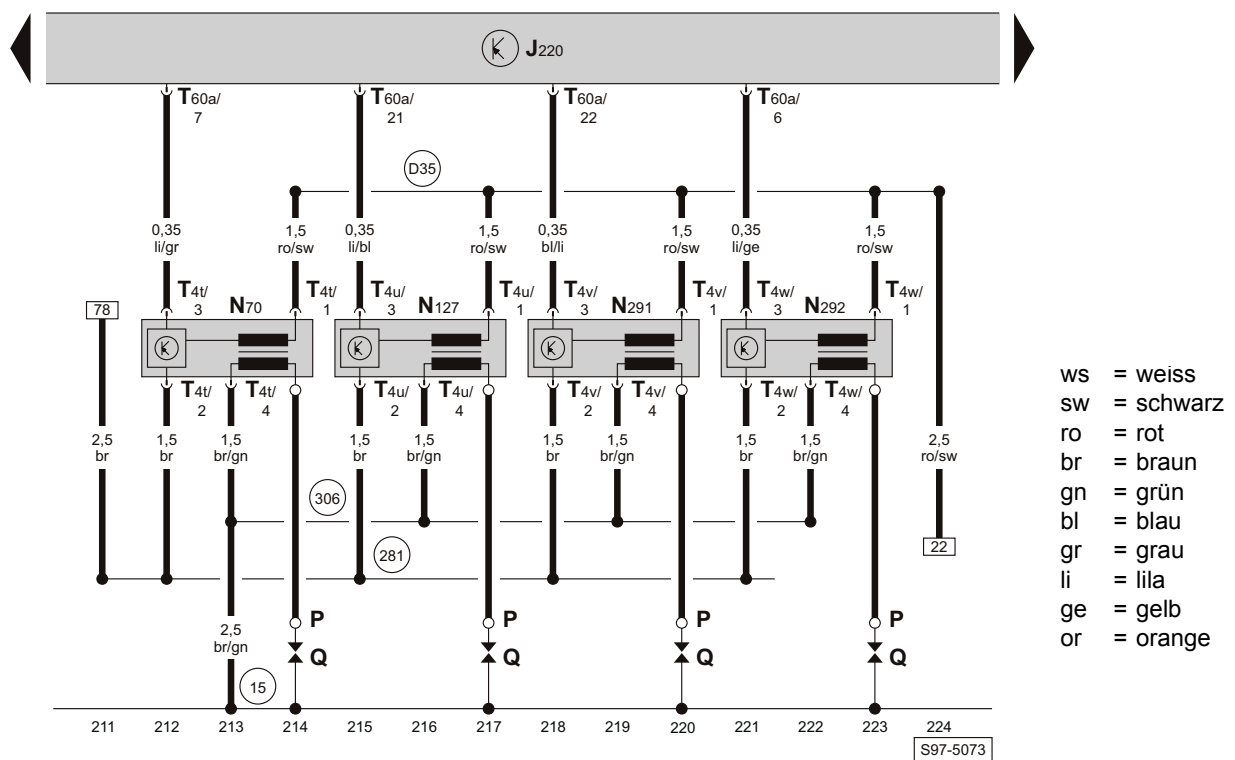 J220
T60a/ T60a/ T60a/ T60a/
7 21 22 6
D35
0,35 1,5 0,35 1,5 0,35 1,5 0,35 1,5
li/gr ro/sw li/bl ro/sw bl/li ro/sw li/ge ro/sw
T4t/ N70 T4t/ T4u/ N127 T4u/ T4v/ N291 T4v/ T4w/ N292 T4w/
78 3 1 3 1 3 1 3 1
T4t/ T4t/ T4u/ T4u/ T4v/ T4v/ T4w/ T4w/
2 4 2 4 2 4 2 4
2,5 1,5 1,5 1,5 1,5 1,5 1,5 1,5 1,5 2,5
br br br/gn br br/gn br br/gn br br/gn ro/sw
306
281
22
2,5
br/gn
P P P P
Q Q Q Q
15
211 212 213 214 215 216 217 218 219 220 221 222 223 224
S97-5073
ws = weiss
sw = schwarz
ro = rot
br = braun
gn = grün
bl = blau
gr = grau
li = lila
ge = gelb
or = orange